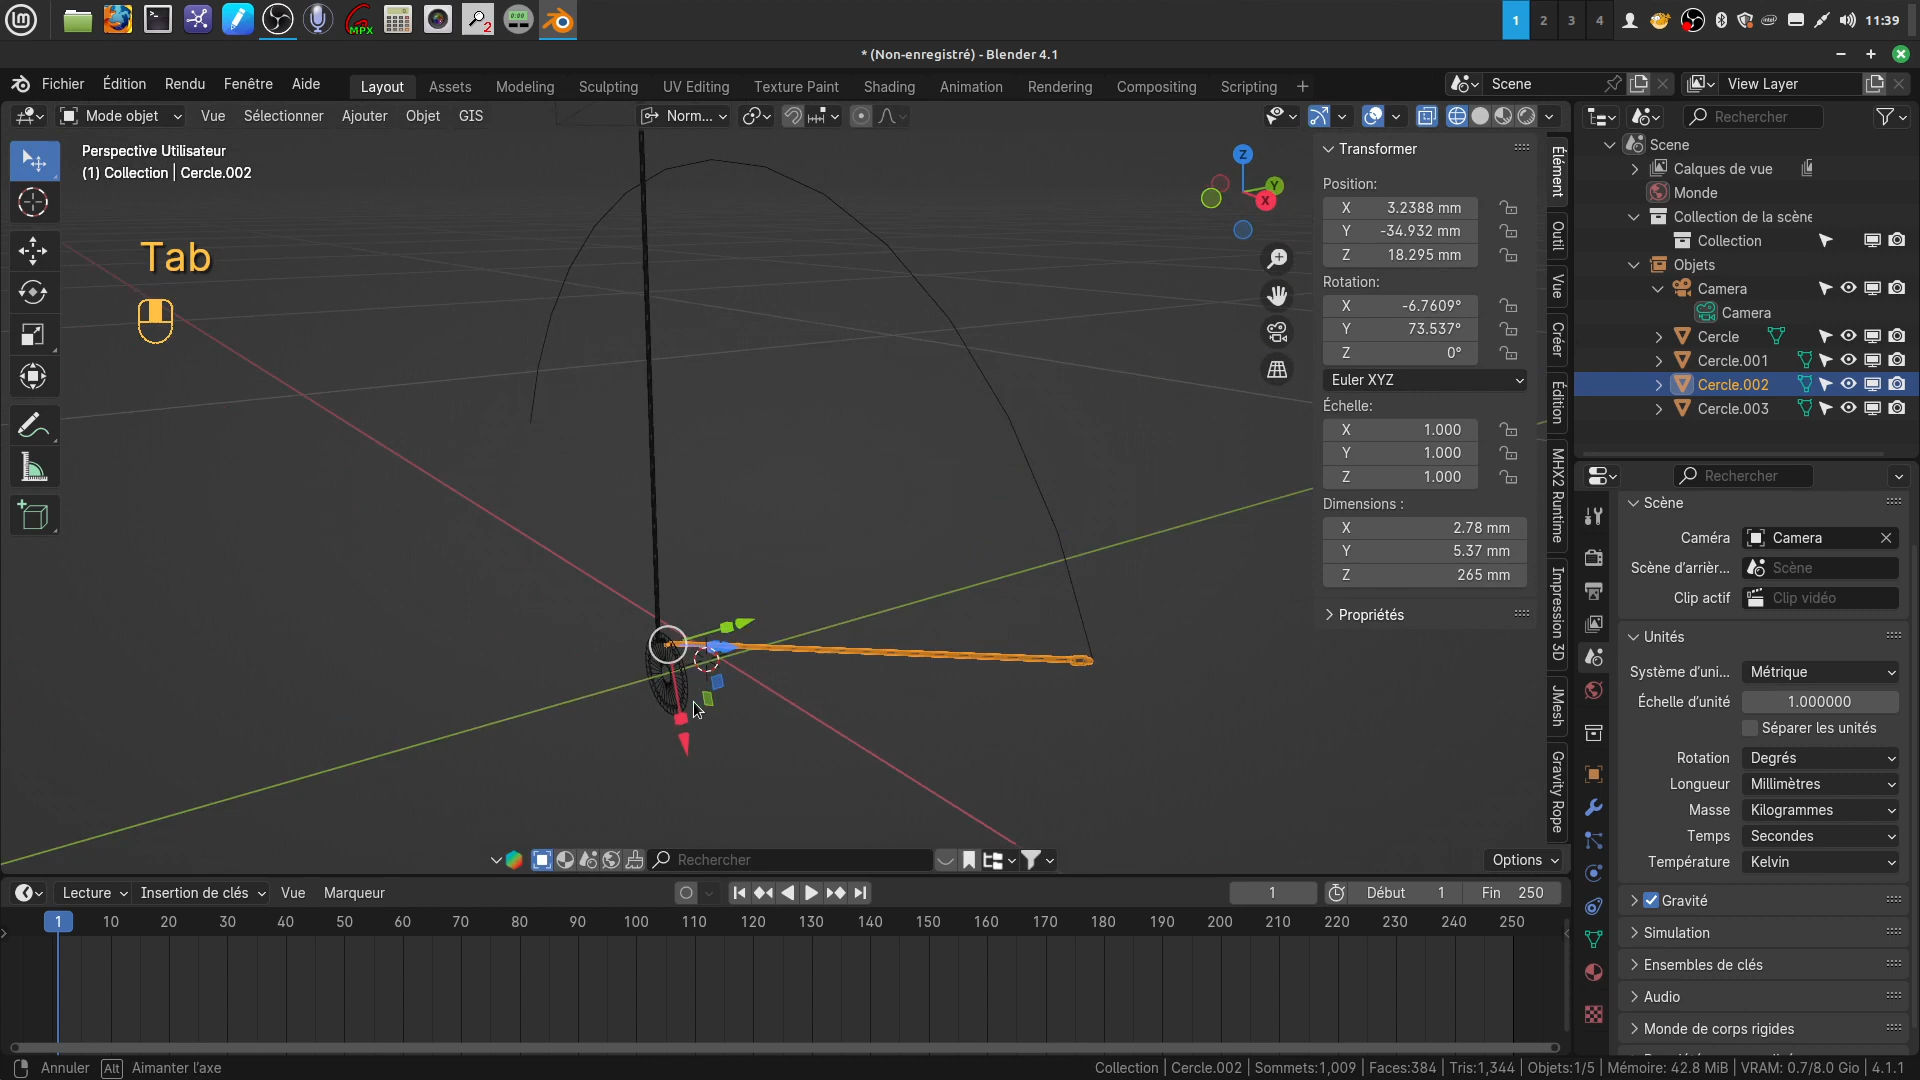 MPX
0:00
2
1
2
3
4
11:39
* (Non-enregistré) - Blender 4.1
Fichier
Édition
Rendu
Fenêtre
Aide
Layout
Assets
Modeling
Sculpting
UV Editing
Texture Paint
Shading
Animation
Rendering
Compositing
Scripting
+
Scene
View Layer
Mode objet
Vue
Sélectionner
Ajouter
Objet
GIS
Norm...
Perspective Utilisateur
(1) Collection | Cercle.002
Tab
Z
Y
X
Transformer
Position:
X 3.2388 mm
Y -34.932 mm
Z 18.295 mm
Rotation:
X -6.7609°
Y 73.537°
Z 0°
Euler XYZ
Échelle:
X 1.000
Y 1.000
Z 1.000
Dimensions :
X 2.78 mm
Y 5.37 mm
Z 265 mm
Propriétés
Élément
Outil
Vue
Créer
Édition
MHX2 Runtime
Impression 3D
JMesh
Gravity Rope
Rechercher
Scene
Calques de vue
Monde
Collection de la scène
Collection
Objets
Camera
Camera
Cercle
Cercle.001
Cercle.002
Cercle.003
Rechercher
Scène
Caméra Camera
Scène d'arrièr... Scène
Clip actif Clip vidéo
Unités
Système d'uni... Métrique
Échelle d'unité 1.000000
Séparer les unités
Rotation Degrés
Longueur Millimètres
Masse Kilogrammes
Temps Secondes
Température Kelvin
Gravité
Simulation
Ensembles de clés
Audio
Monde de corps rigides
Rechercher
Options
Lecture
Insertion de clés
Vue
Marqueur
1
Début 1
Fin 250
1 10 20 30 40 50 60 70 80 90 100 110 120 130 140 150 160 170 180 190 200 210 220 230 240 250
Annuler
Alt Aimanter l'axe
Collection | Cercle.002 | Sommets:1,009 | Faces:384 | Tris:1,344 | Objets:1/5 | Mémoire: 42.8 MiB | VRAM: 0.7/8.0 Gio | 4.1.1